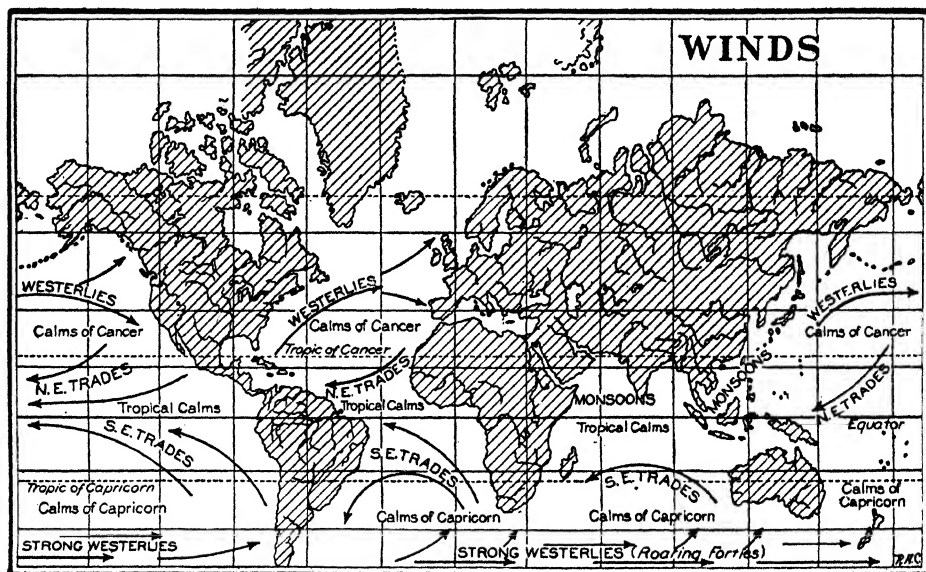 WINDS
WESTERLIES
WESTERLIES
WESTERLIES
Calms of Cancer
Calms of Cancer
Calms of Cancer
Tropic of Cancer
N.E. TRADES
N.E. TRADES
N.E. TRADES
MONSOONS
MONSOONS
Tropical Calms
Tropical Calms
Tropical Calms
Equator
S.E. TRADES
S.E. TRADES
S.E. TRADES
Tropic of Capricorn
Calms of Capricorn
Calms of Capricorn
Calms of Capricorn
Calms of
Capricorn
STRONG WESTERLIES
STRONG WESTERLIES (Roaring Forties)